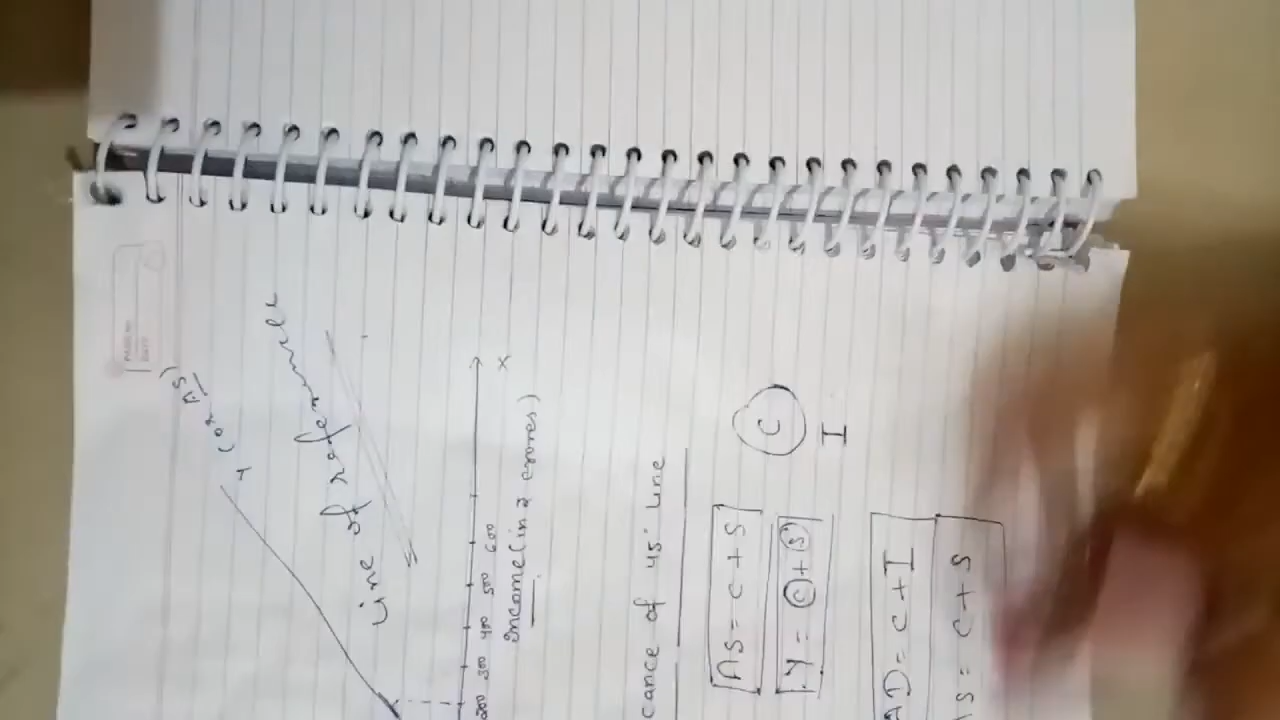 Y (or AS)
Line of reference
X
200 300 400 500 600
Income (in ₹ crores)
cance of 45° Line
AS = C + S
C
Y = C + S
I
AD = C + I
AS = C + S